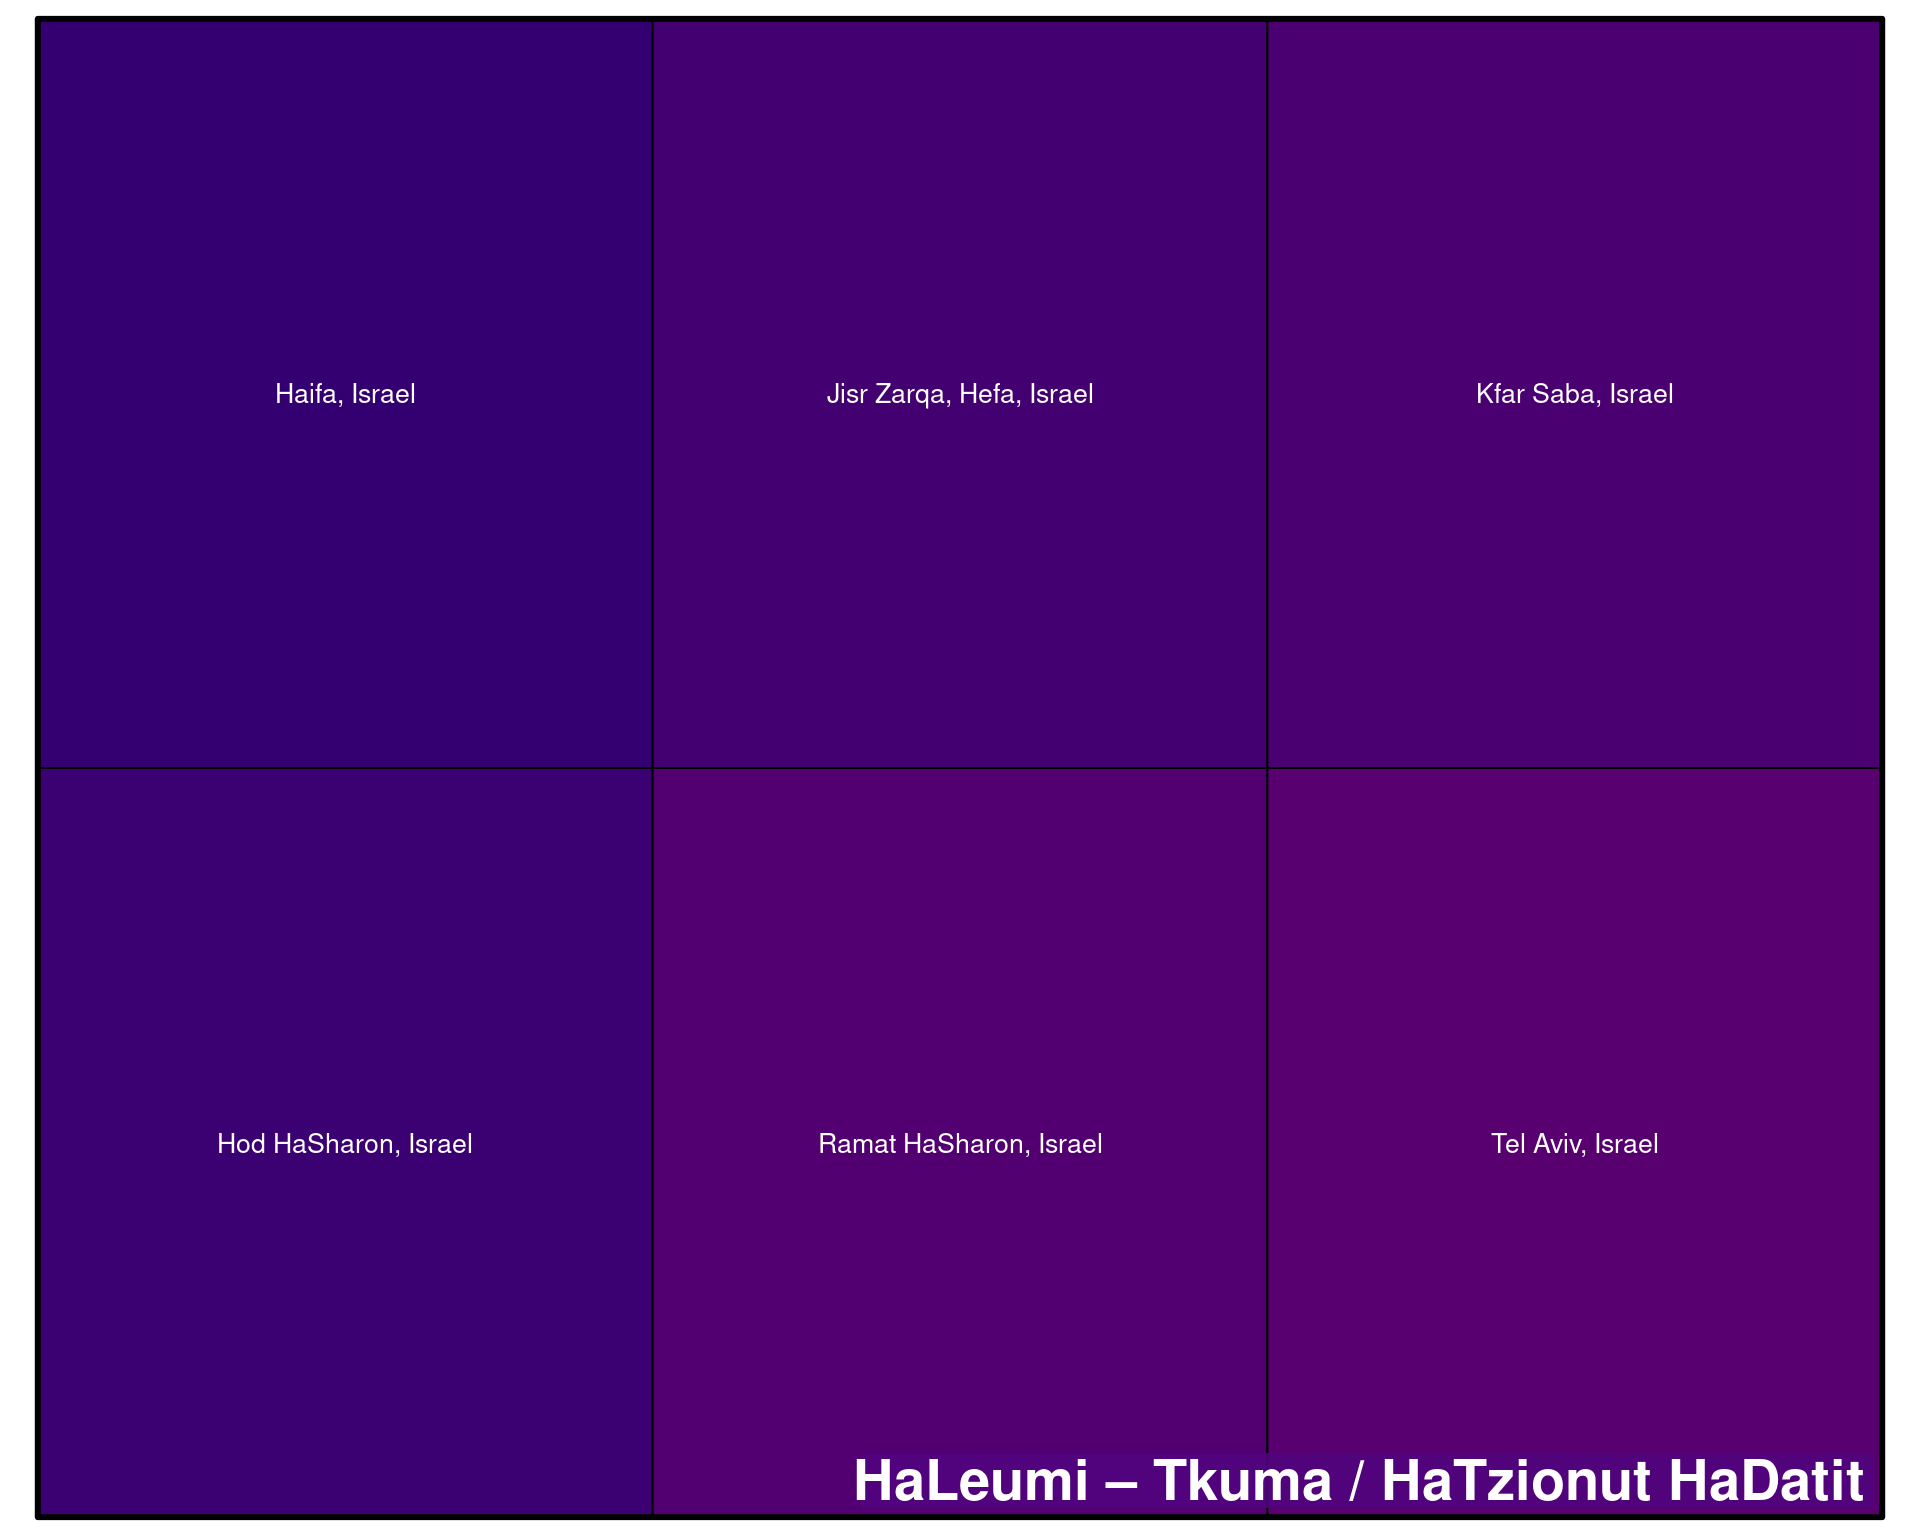 Haifa, Israel
Jisr Zarqa, Hefa, Israel
Kfar Saba, Israel
Hod HaSharon, Israel
Ramat HaSharon, Israel
Tel Aviv, Israel
HaLeumi – Tkuma / HaTzionut HaDatit